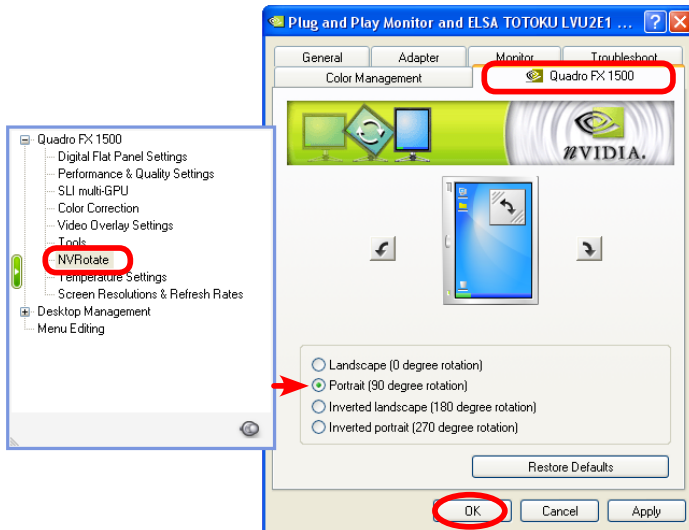 Plug and Play Monitor and ELSA TOTOKU LVU2E1 ...
General
Adapter
Monitor
Troubleshoot
Color Management
Quadro FX 1500
nVIDIA.
Quadro FX 1500
Digital Flat Panel Settings
Performance & Quality Settings
SLI multi-GPU
Color Correction
Video Overlay Settings
Tools
NVRotate
Temperature Settings
Screen Resolutions & Refresh Rates
Desktop Management
Menu Editing
Landscape (0 degree rotation)
Portrait (90 degree rotation)
Inverted landscape (180 degree rotation)
Inverted portrait (270 degree rotation)
Restore Defaults
OK
Cancel
Apply